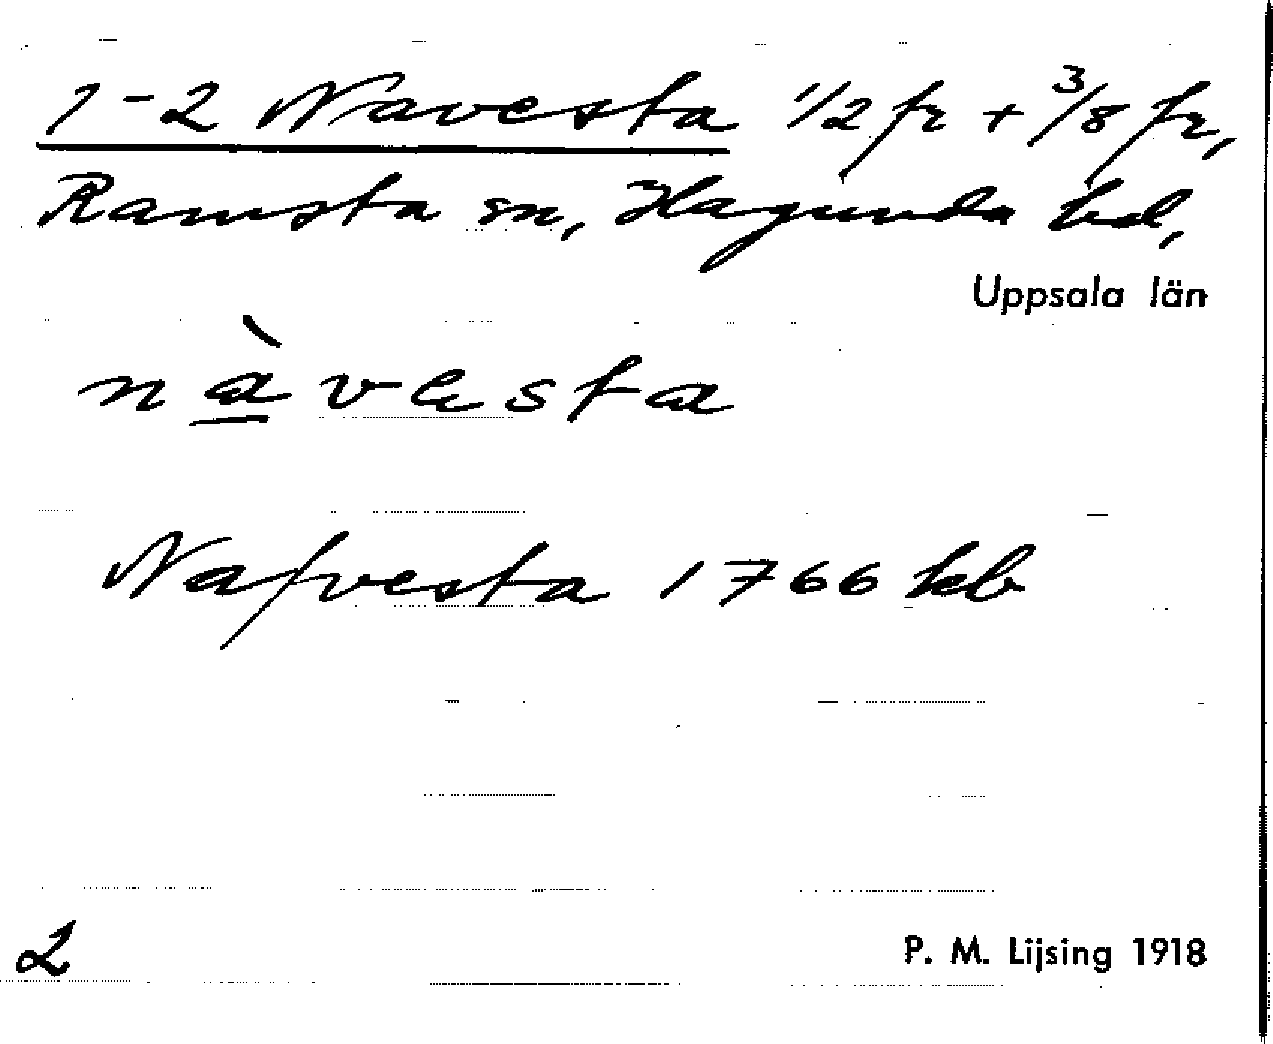 1-2 Navesta 1/2 fr + 3/8 fr,
Ramsta sn, Hagunda hd,
Uppsala län
nàvesta
Nafvesta 1766 kb
2
P. M. Lijsing 1918